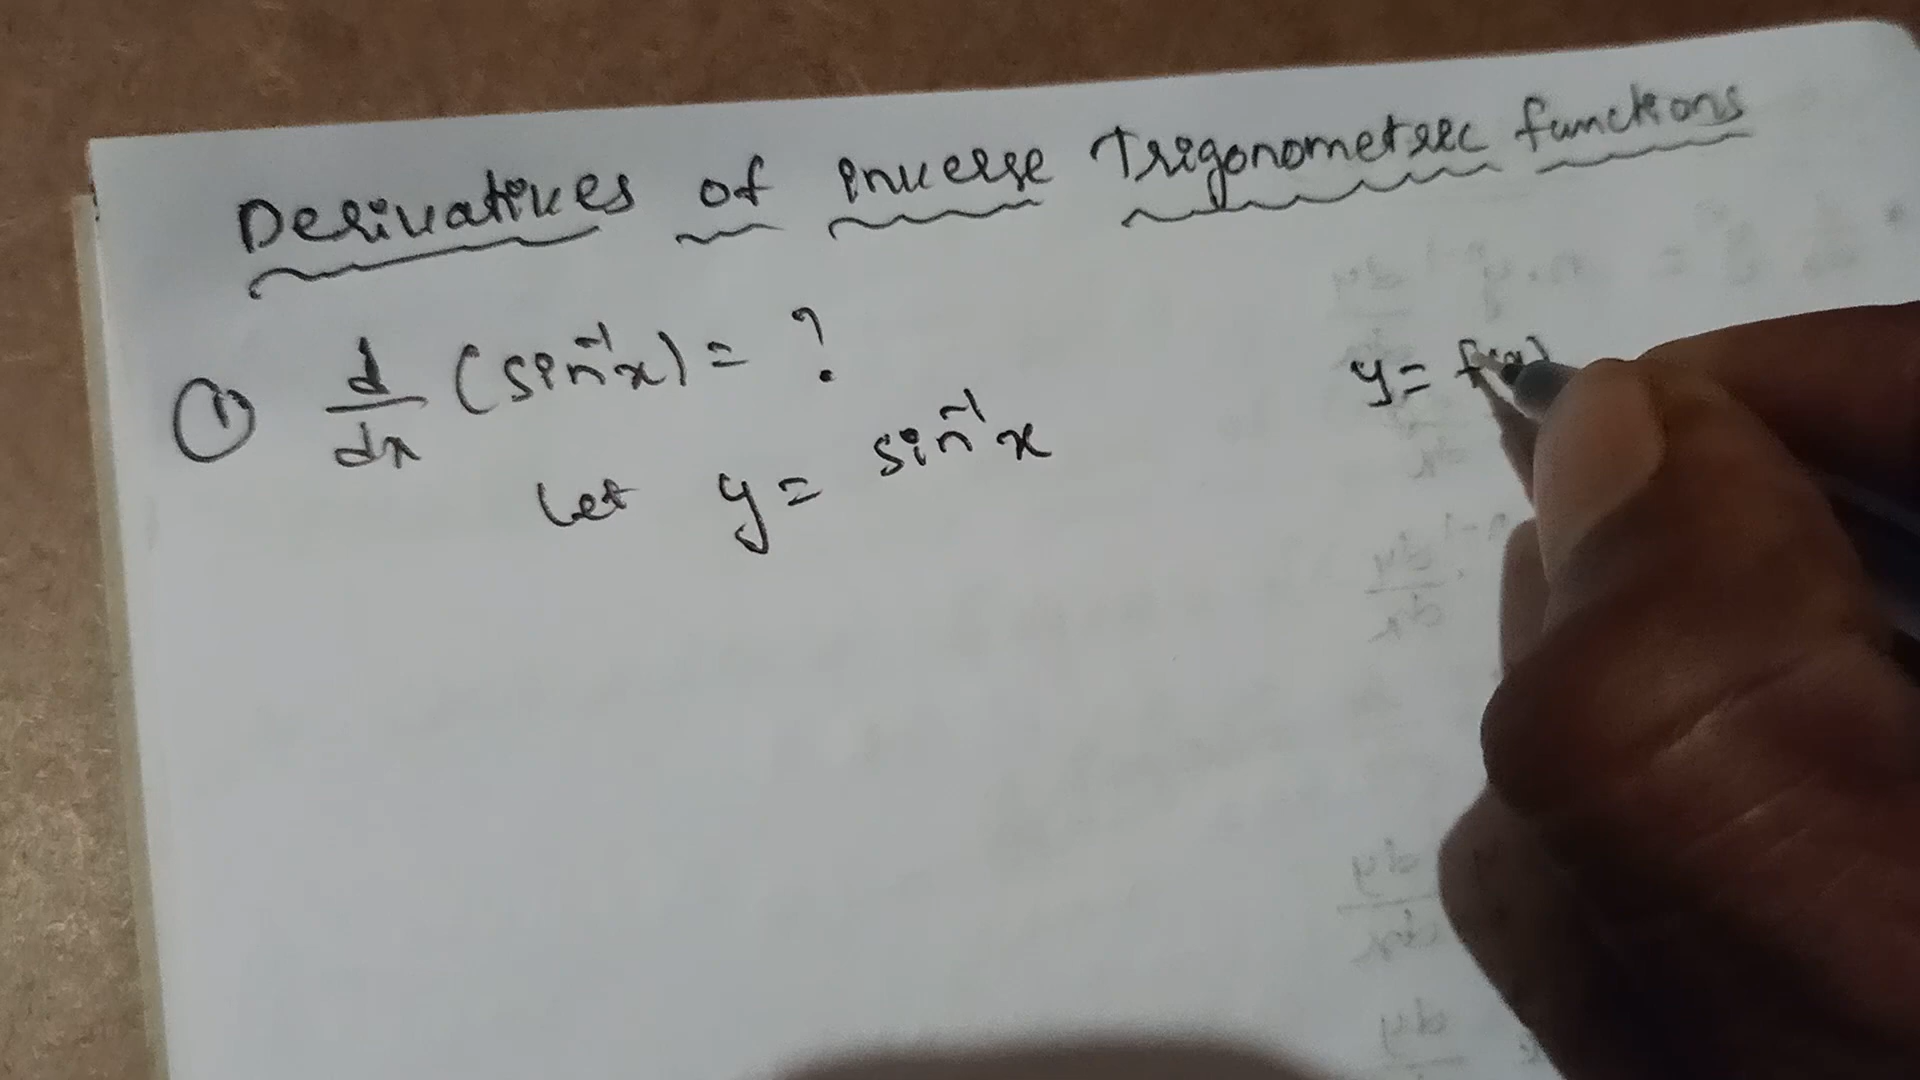 Derivatives of inverse Trigonometric functions
① d/dx (sin⁻¹x) = ?
Let y = sin⁻¹x
y = f(x)